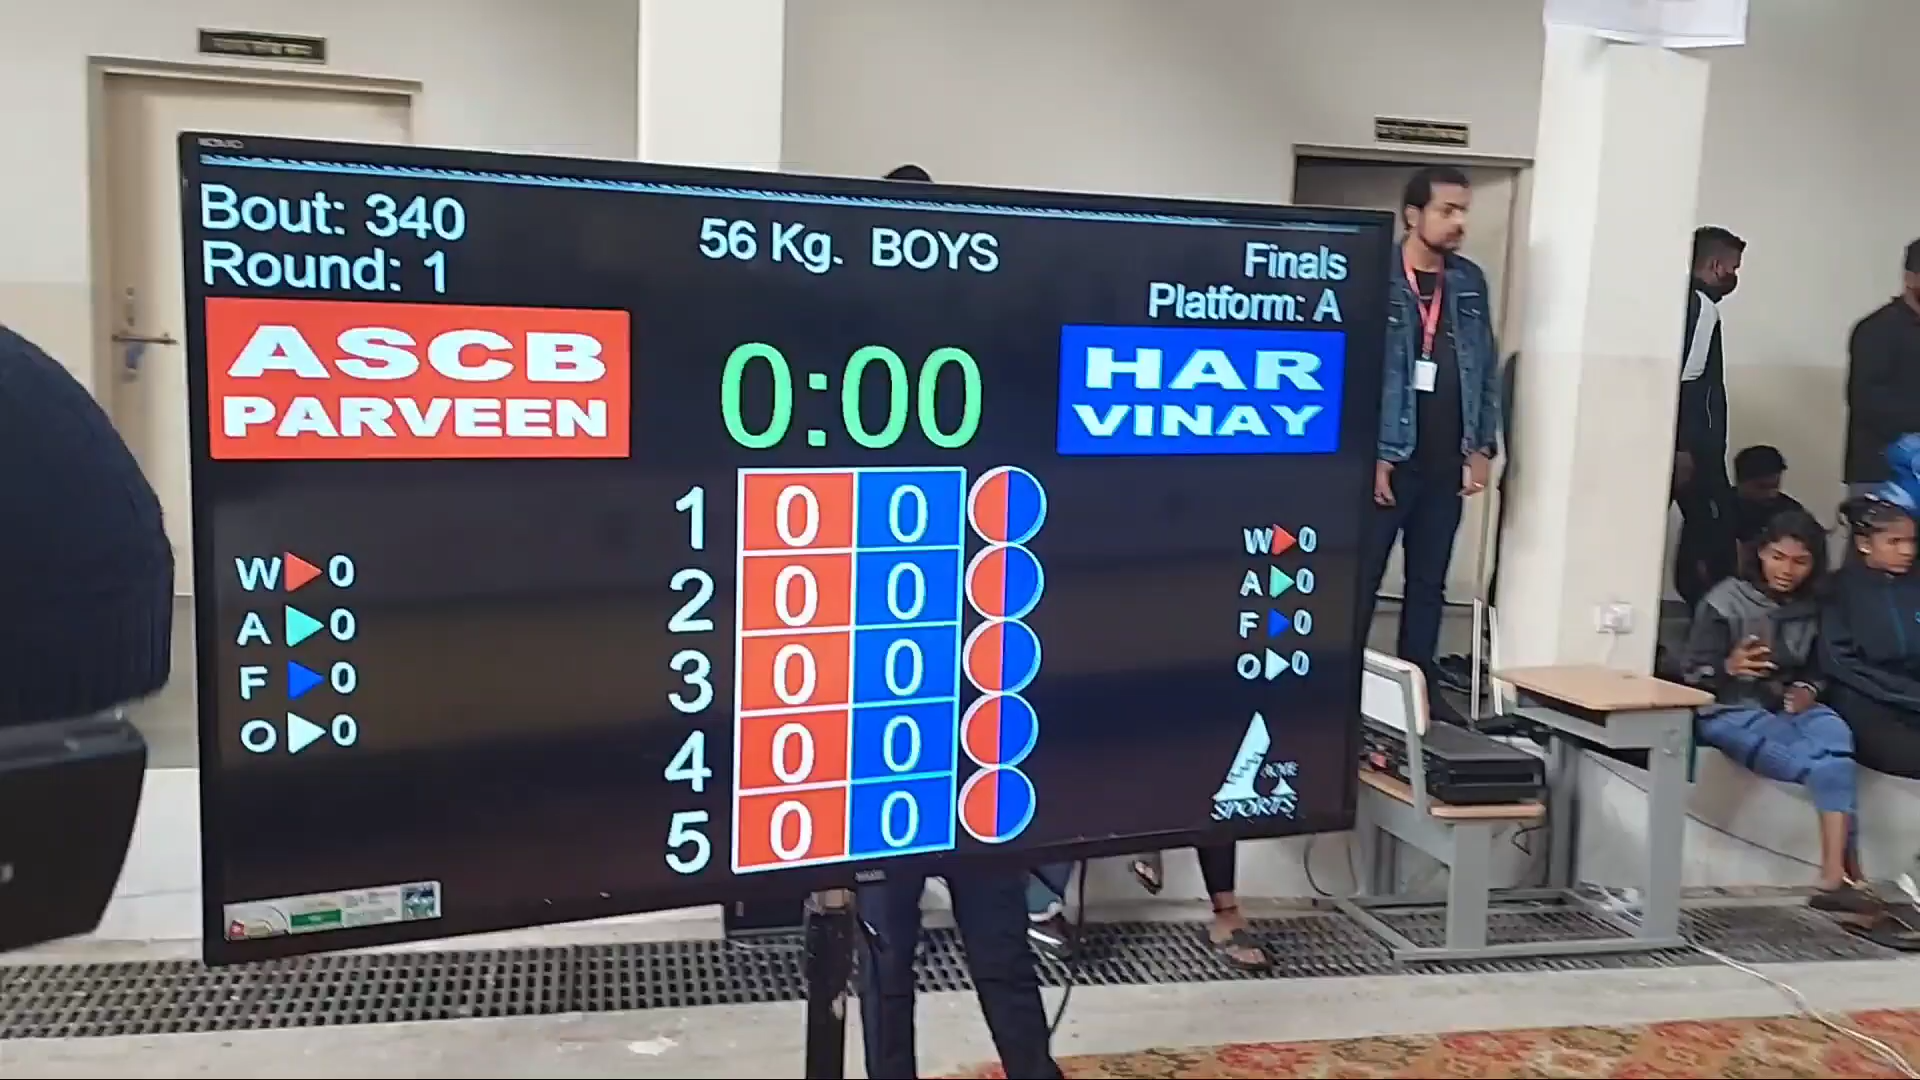 Bout: 340
Round: 1
56 Kg. BOYS
Finals
Platform: A
ASCB
PARVEEN
0:00
HAR
VINAY
1 0 0
2 0 0
3 0 0
4 0 0
5 0 0
W 0
A 0
F 0
O 0
W 0
A 0
F 0
O 0
ACME
SPORTS